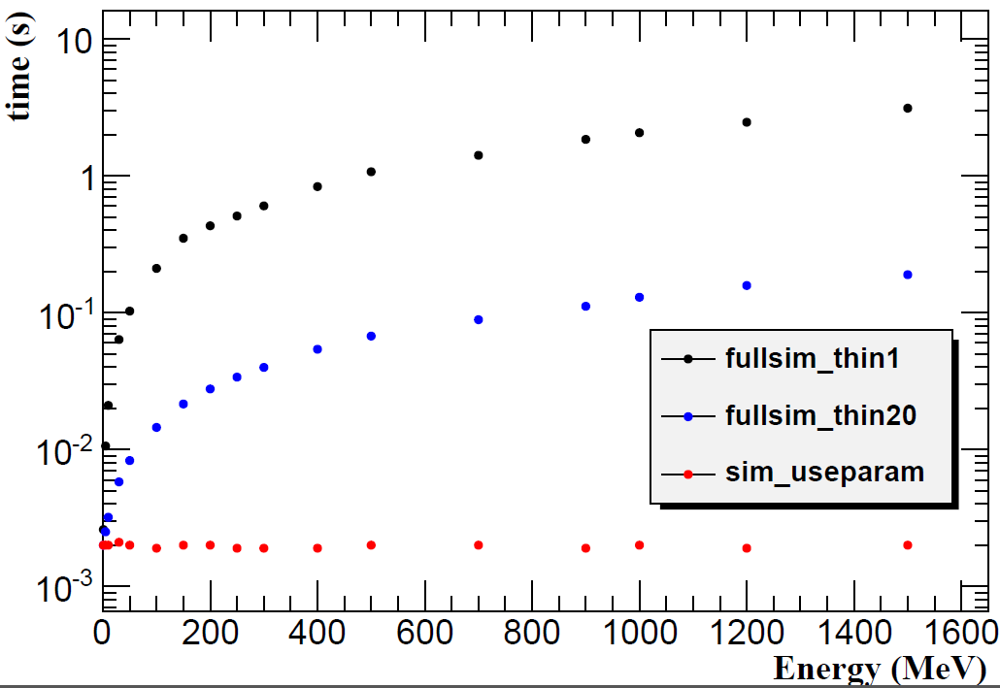 time (s)
10
1
10-1
10-2
10-3
0 200 400 600 800 1000 1200 1400 1600
Energy (MeV)
fullsim_thin1
fullsim_thin20
sim_useparam